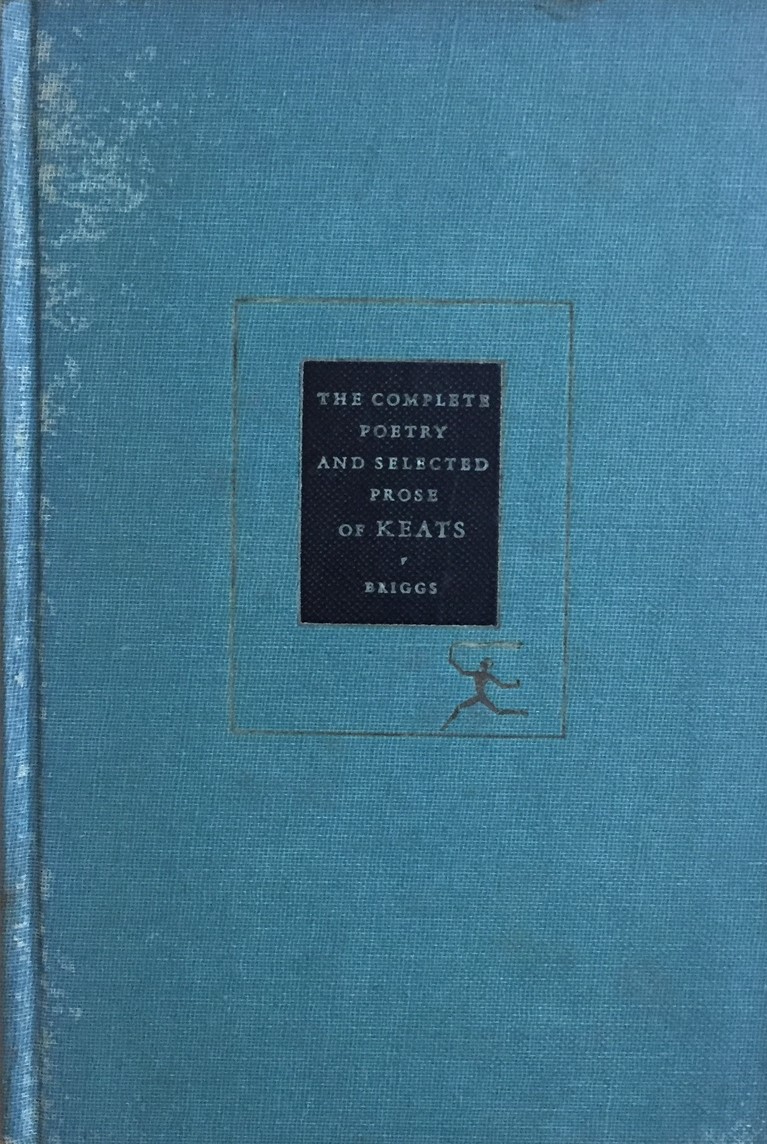 THE COMPLETE
POETRY
AND SELECTED
PROSE
OF KEATS
BRIGGS